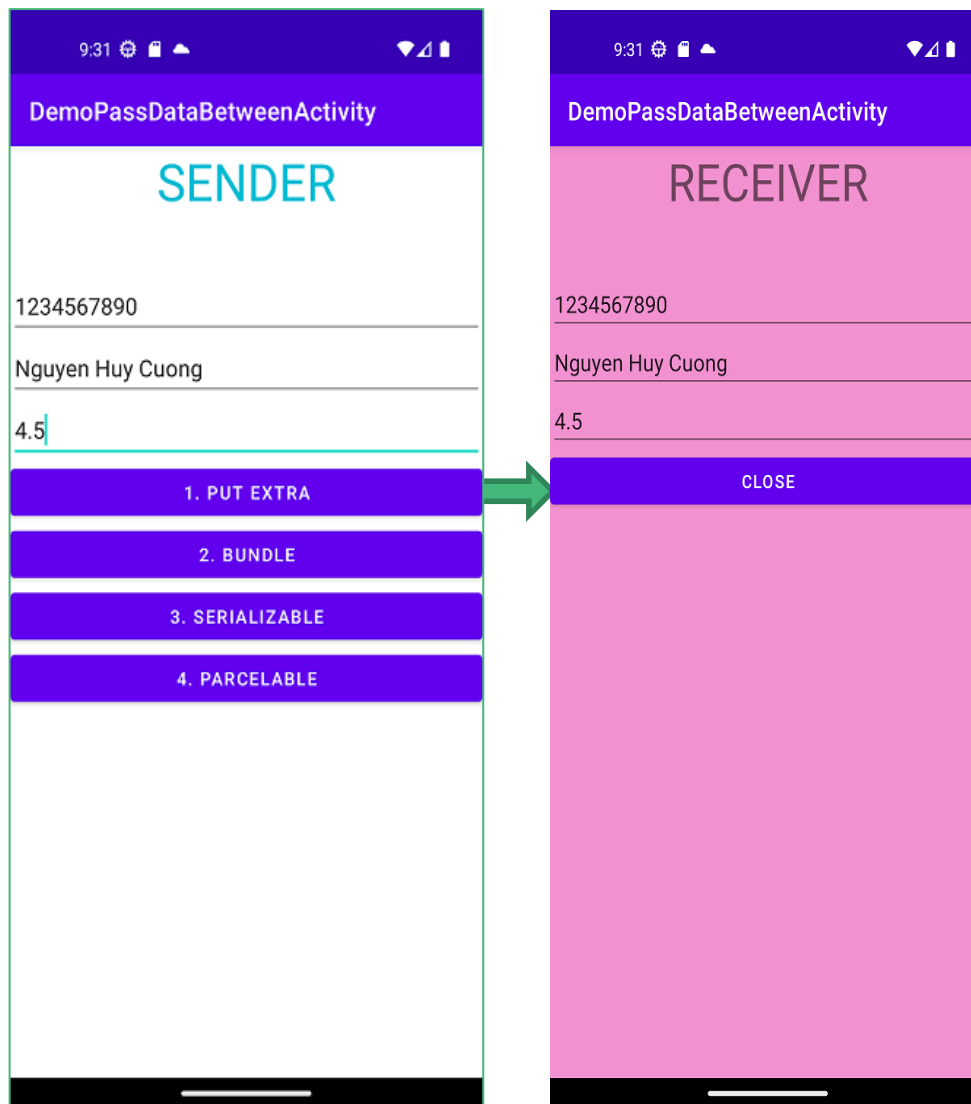 9:31
DemoPassDataBetweenActivity
SENDER
1234567890
Nguyen Huy Cuong
4.5
1. PUT EXTRA
2. BUNDLE
3. SERIALIZABLE
4. PARCELABLE
9:31
DemoPassDataBetweenActivity
RECEIVER
1234567890
Nguyen Huy Cuong
4.5
CLOSE